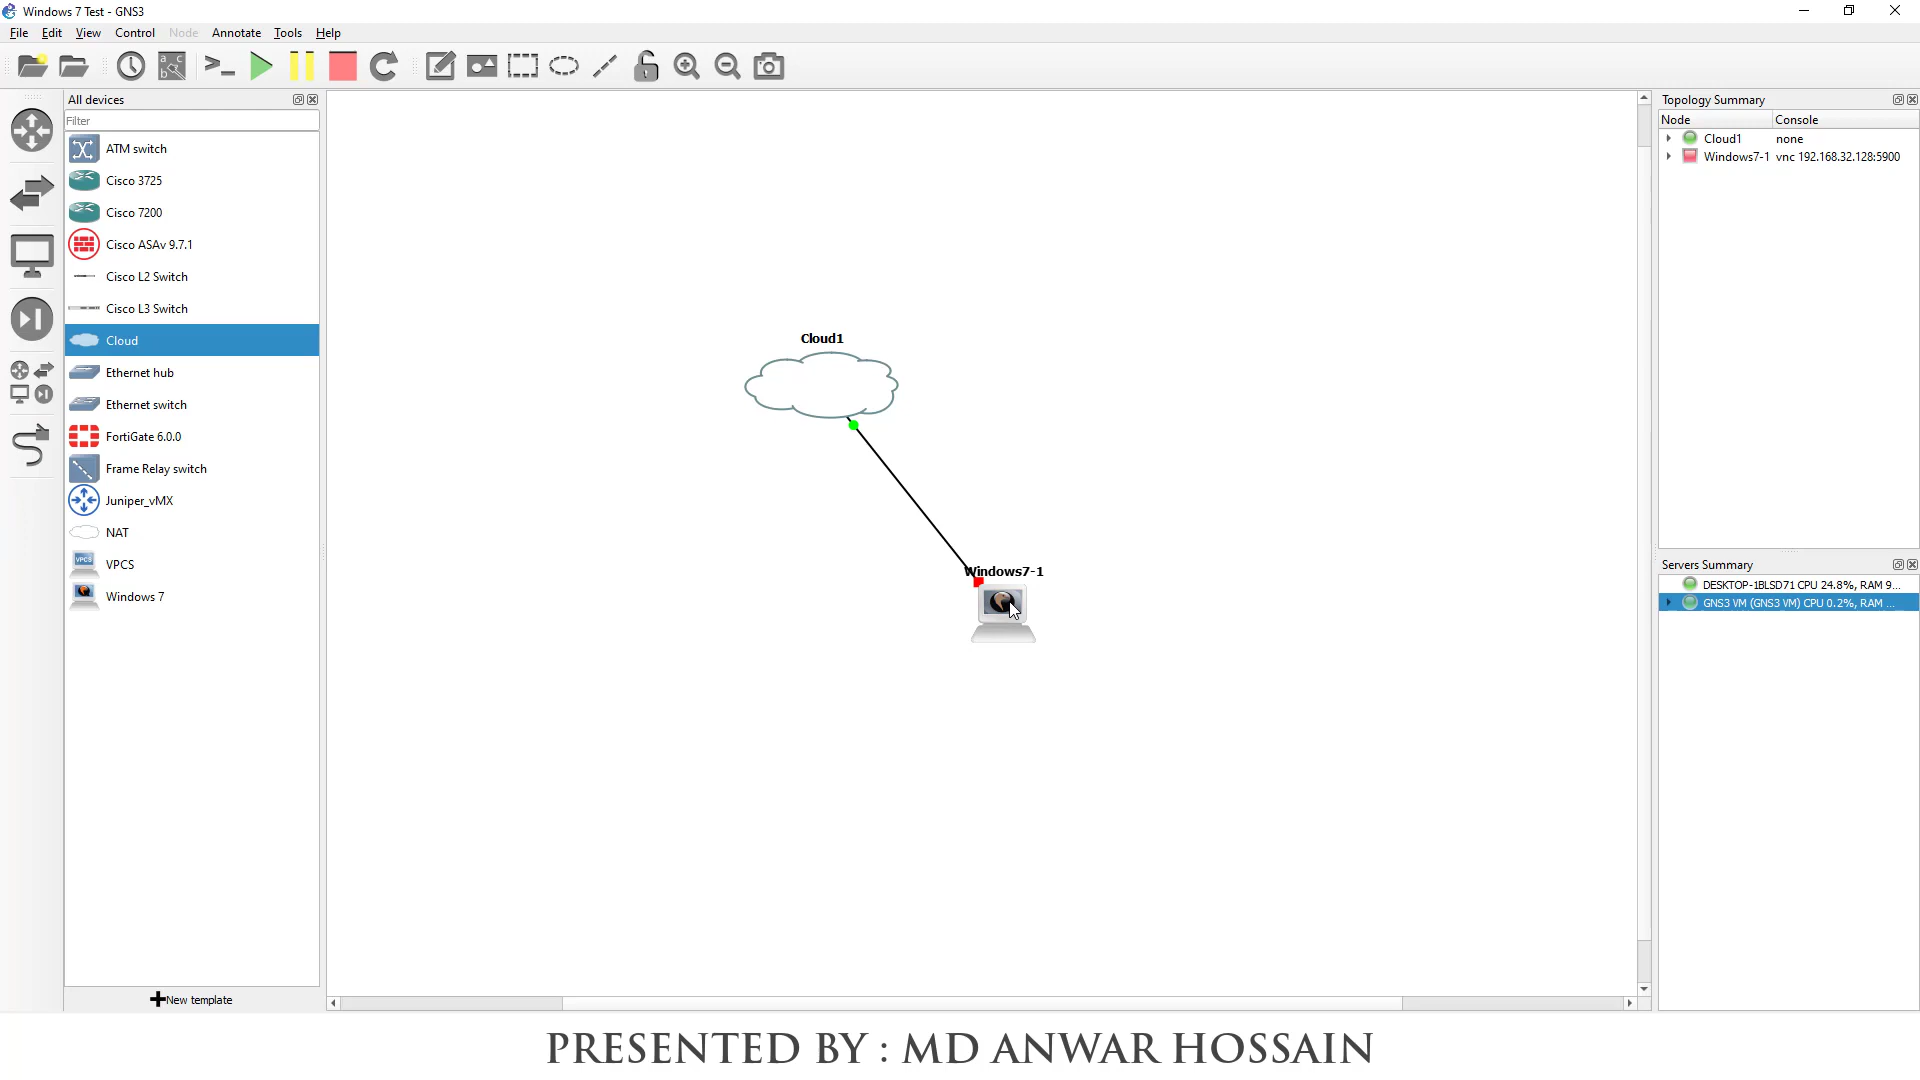 Windows 7 Test - GNS3
File Edit View Control Node Annotate Tools Help
All devices
Filter
ATM switch
Cisco 3725
Cisco 7200
Cisco ASAv 9.7.1
Cisco L2 Switch
Cisco L3 Switch
Cloud
Ethernet hub
Ethernet switch
FortiGate 6.0.0
Frame Relay switch
Juniper_vMX
NAT
VPCS
Windows 7
New template
Cloud1
Windows7-1
Topology Summary
Node Console
Cloud1 none
Windows7-1 vnc 192.168.32.128:5900
Servers Summary
DESKTOP-1BLSD71 CPU 24.8%, RAM 9...
GNS3 VM (GNS3 VM) CPU 0.2%, RAM ...
PRESENTED BY : MD ANWAR HOSSAIN